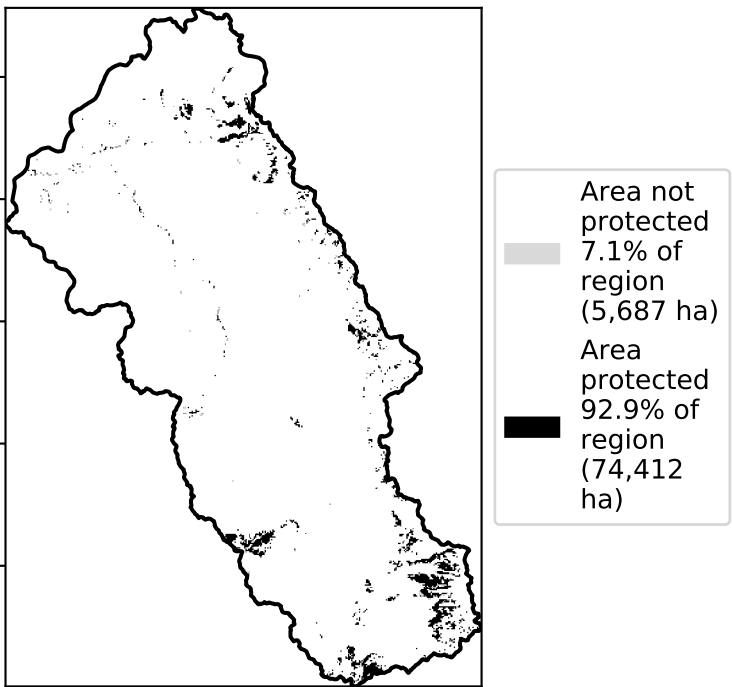 Area not
protected
7.1% of
region
(5,687 ha)
Area
protected
92.9% of
region
(74,412
ha)